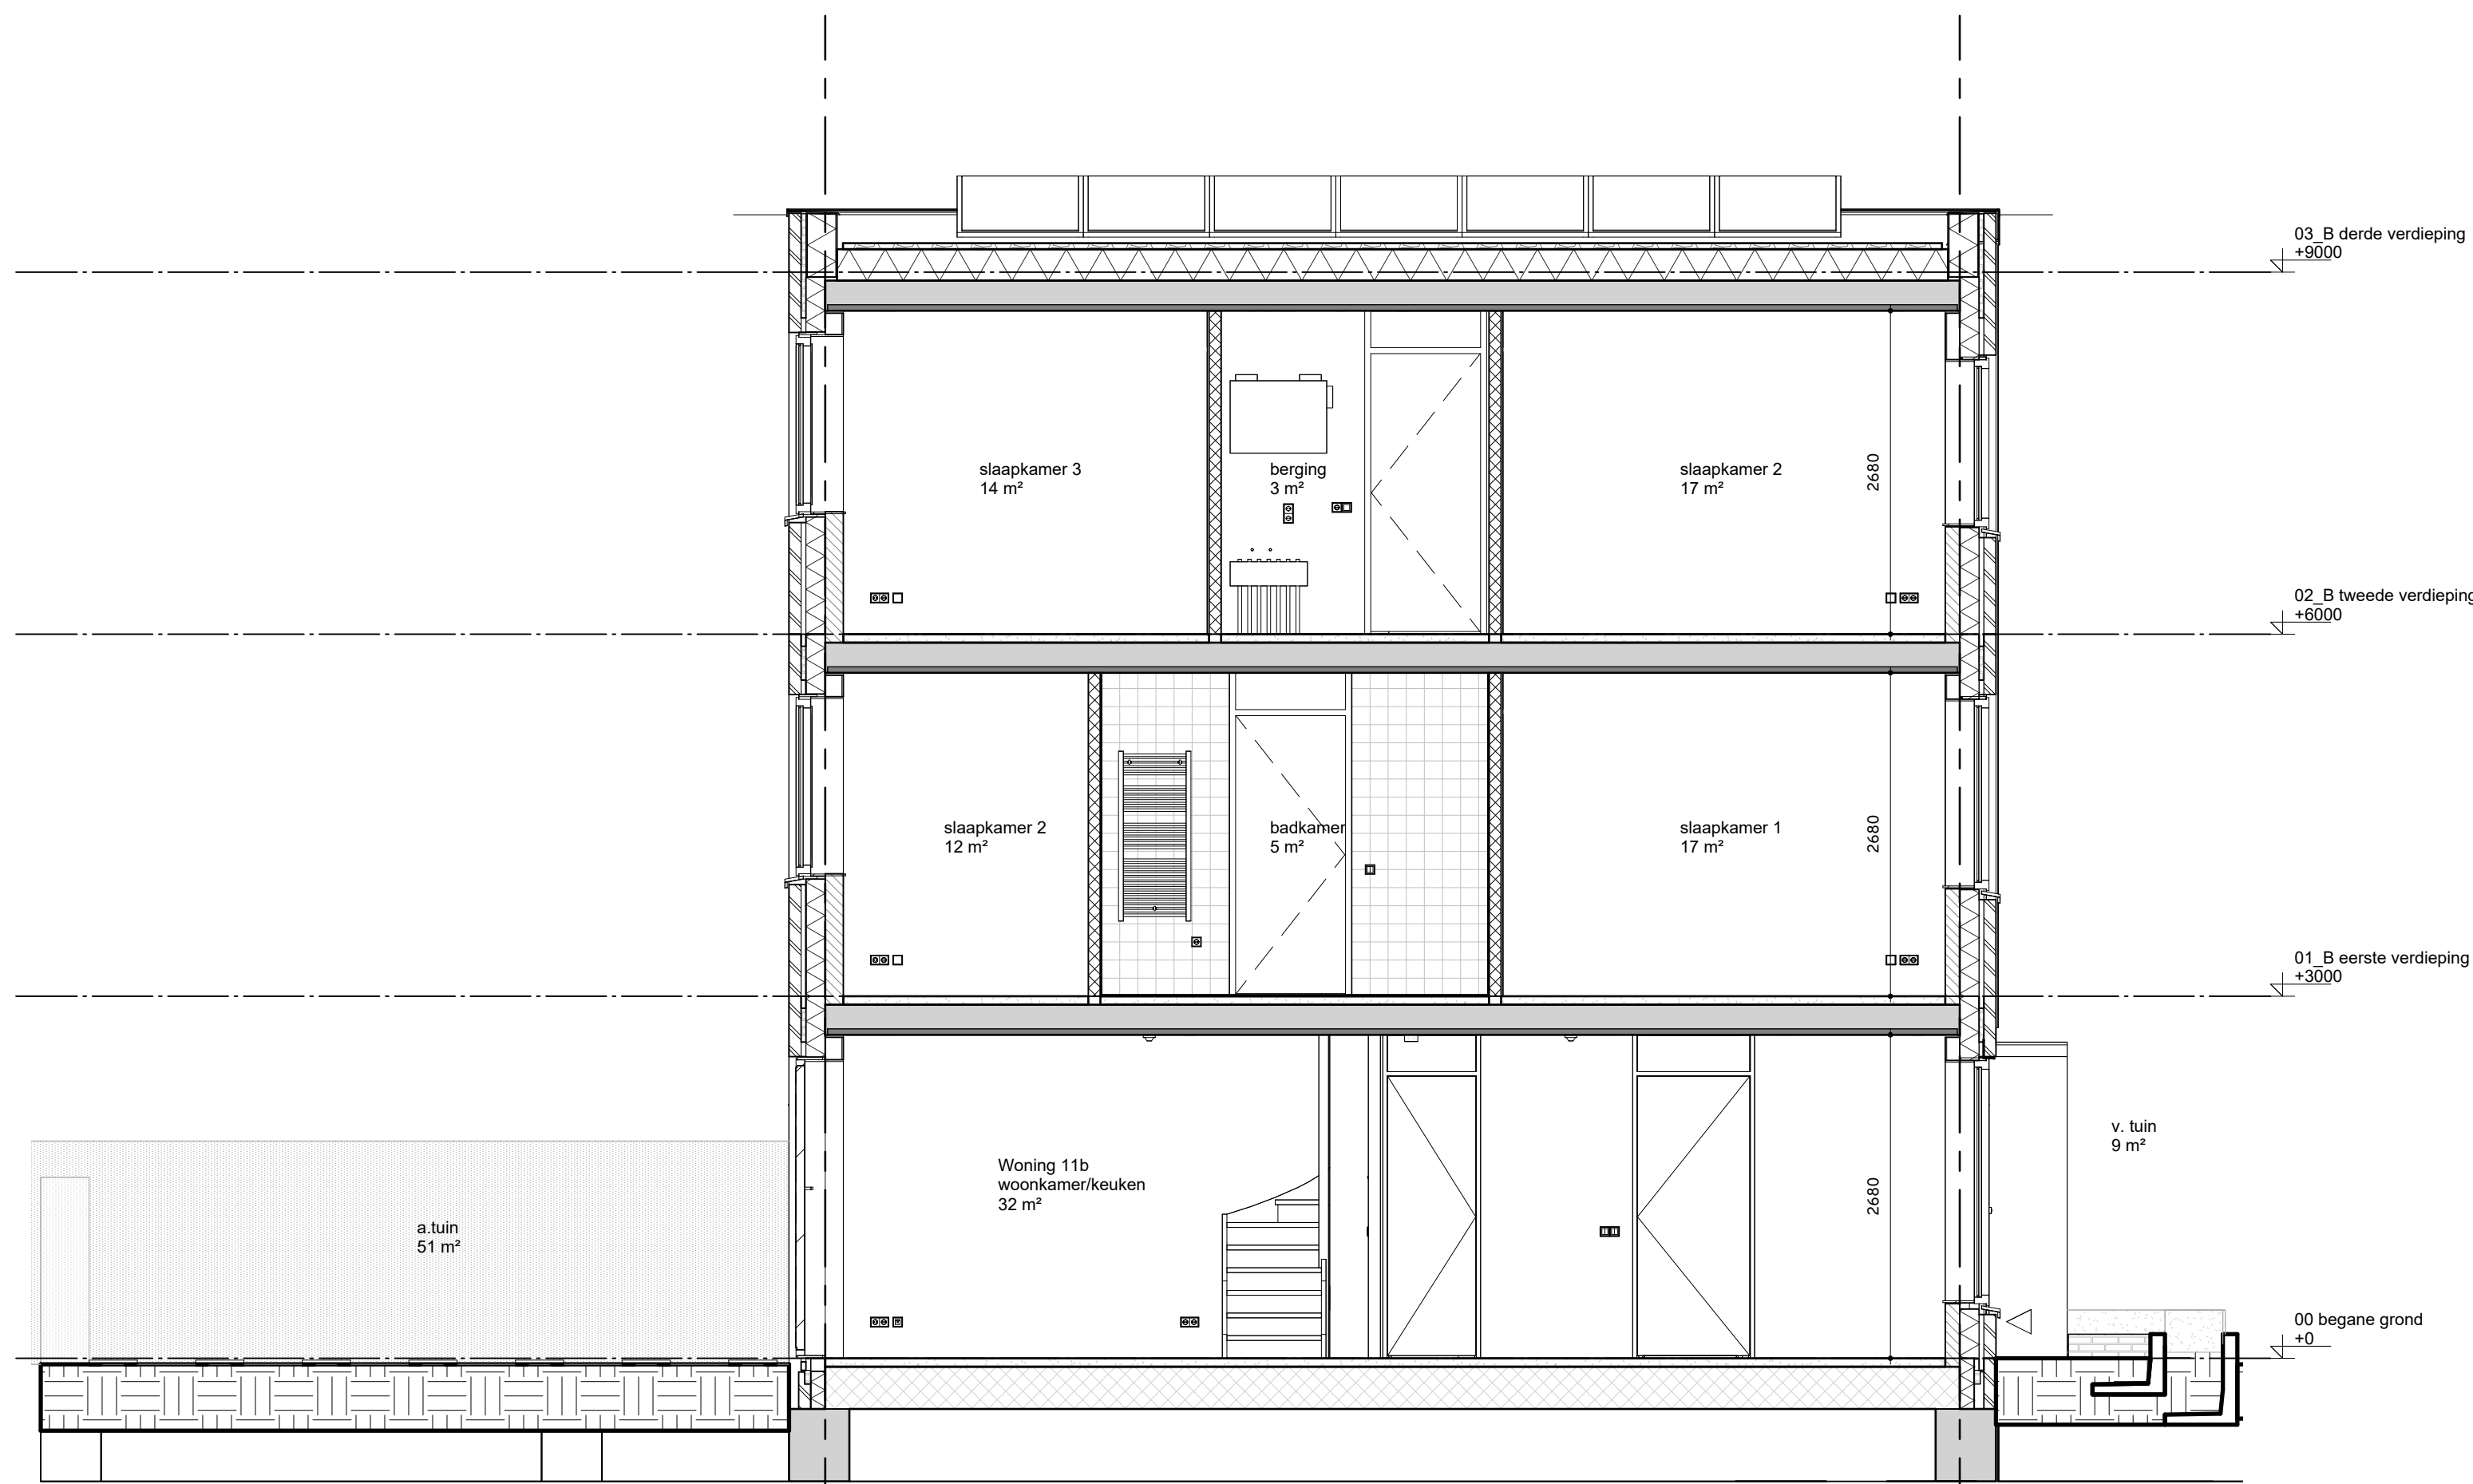 03_B derde verdieping
+9000
slaapkamer 3
14 m²
berging
3 m²
slaapkamer 2
17 m²
2680
02_B tweede verdieping
+6000
slaapkamer 2
12 m²
badkamer
5 m²
slaapkamer 1
17 m²
2680
01_B eerste verdieping
+3000
v. tuin
9 m²
Woning 11b
woonkamer/keuken
32 m²
2680
a.tuin
51 m²
00 begane grond
+0